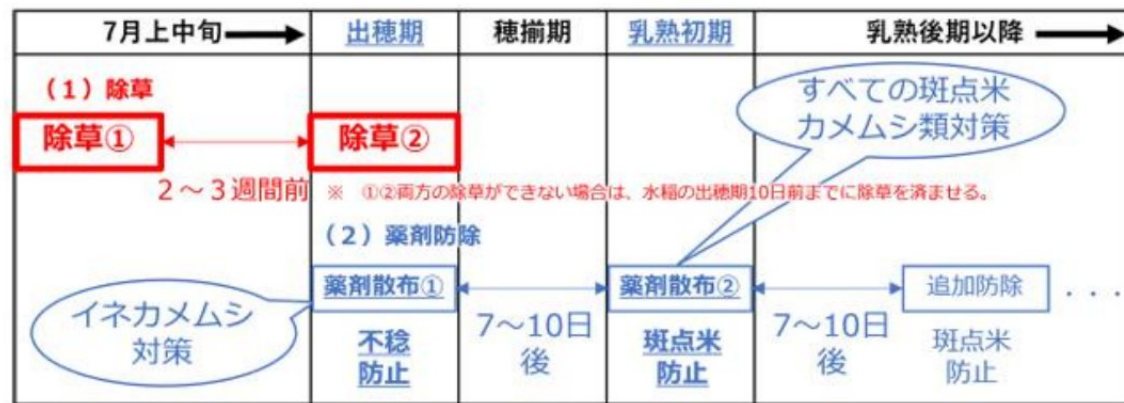 7月上中旬
出穂期
穂揃期
乳熟初期
乳熟後期以降
(1)除草
除草①
除草②
2~3週間前
※ ①②両方の除草ができない場合は、水稲の出穂期10日前までに除草を済ませる。
すべての斑点米
カメムシ類対策
(2)薬剤防除
イネカメムシ
対策
薬剤散布①
不稔
防止
7~10日
後
薬剤散布②
斑点米
防止
7~10日
後
追加防除
斑点米
防止
・・・